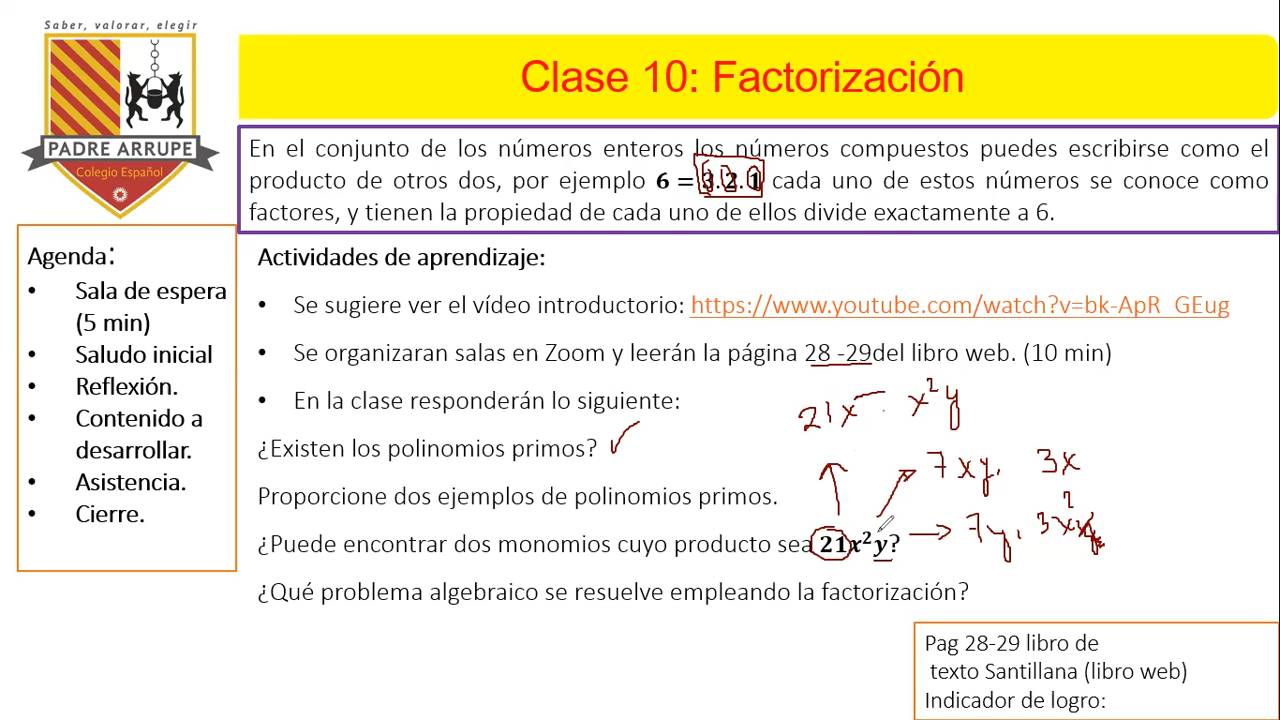 Saber, valorar, elegir
PADRE ARRUPE
Colegio Español
Clase 10: Factorización
En el conjunto de los números enteros los números compuestos puedes escribirse como el
producto de otros dos, por ejemplo 6 = 3.2.1 cada uno de estos números se conoce como
factores, y tienen la propiedad de cada uno de ellos divide exactamente a 6.
Agenda:
• Sala de espera
(5 min)
• Saludo inicial
• Reflexión.
• Contenido a
desarrollar.
• Asistencia.
• Cierre.
Actividades de aprendizaje:
• Se sugiere ver el vídeo introductorio: https://www.youtube.com/watch?v=bk-ApR_GEug
• Se organizaran salas en Zoom y leerán la página 28 -29del libro web. (10 min)
• En la clase responderán lo siguiente:
21x x²y
¿Existen los polinomios primos?
7xy. 3x
Proporcione dos ejemplos de polinomios primos.
¿Puede encontrar dos monomios cuyo producto sea 21x²y?
7y. 3x²
¿Qué problema algebraico se resuelve empleando la factorización?
Pag 28-29 libro de
texto Santillana (libro web)
Indicador de logro: